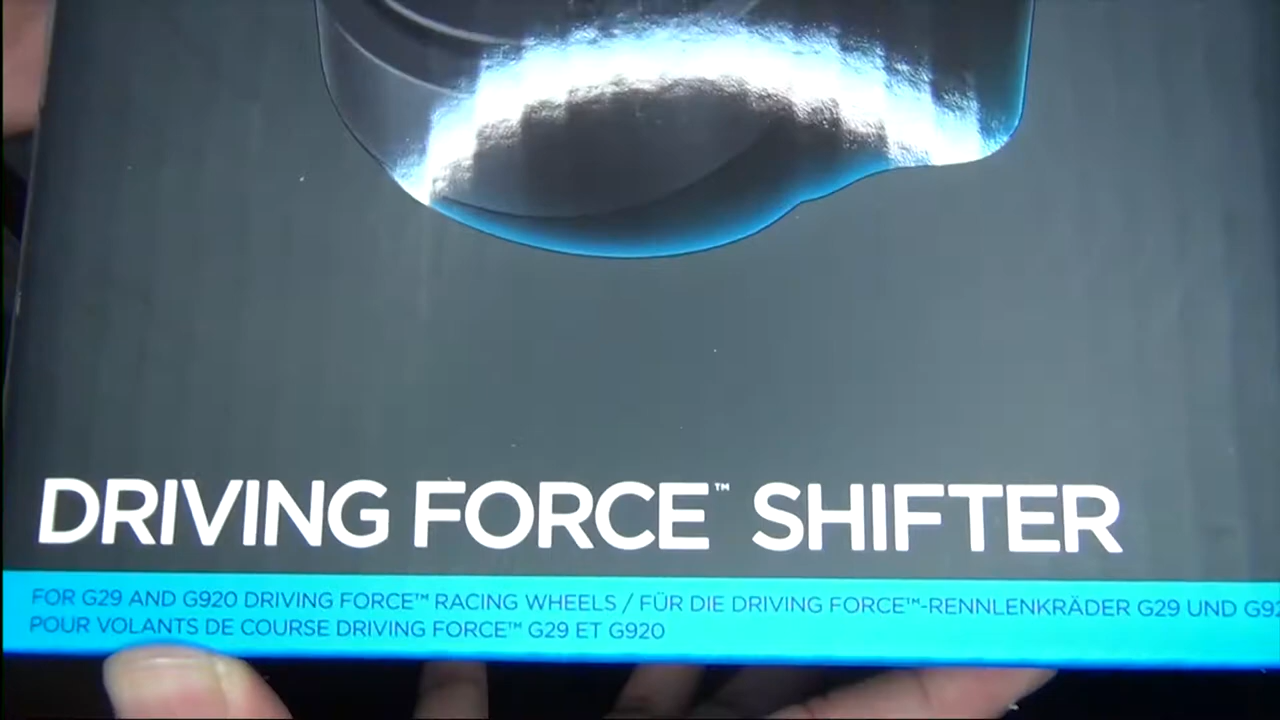 DRIVING FORCE™ SHIFTER
FOR G29 AND G920 DRIVING FORCE™ RACING WHEELS / FÜR DIE DRIVING FORCE™-RENNLENKRÄDER G29 UND
POUR VOLANTS DE COURSE DRIVING FORCE™ G29 ET G920